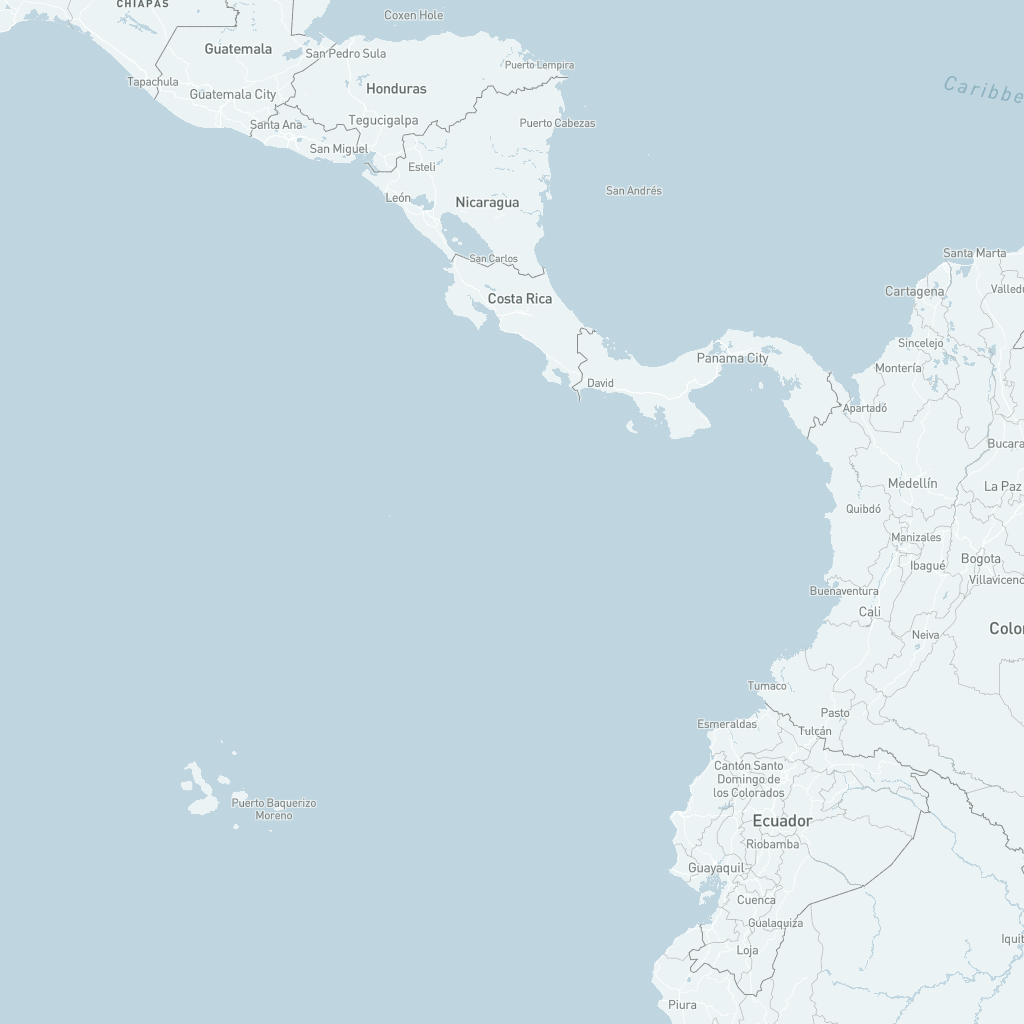 CHIAPAS
Coxen Hole
Guatemala
San Pedro Sula
Puerto Lempira
Tapachula
Honduras
Caribbe
Guatemala City
Santa Ana
Tegucigalpa
Puerto Cabezas
San Miguel
Esteli
León
San Andrés
Nicaragua
San Carlos
Santa Marta
Costa Rica
Cartagena
Valledu
Sincelejo
Panama City
Montería
David
Apartadó
Bucara
Medellín
La Paz
Quibdó
Manizales
Bogota
Ibagué
Villavicenc
Buenaventura
Cali
Neiva
Color
Tumaco
Pasto
Esmeraldas
Tulcán
Cantón Santo
Domingo de
los Colorados
Puerto Baquerizo
Moreno
Ecuador
Riobamba
Guayaquil
Cuenca
Gualaquiza
Iquit
Loja
Piura